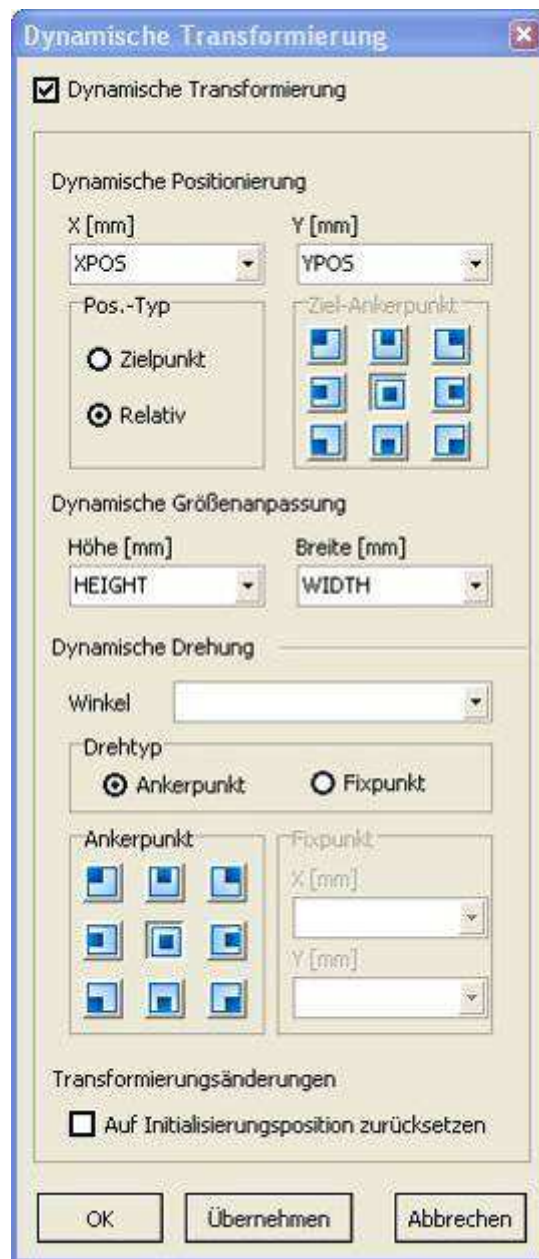 Dynamische Transformierung
Dynamische Transformierung
Dynamische Positionierung
X [mm]
Y [mm]
XPOS
YPOS
Pos.-Typ
Zielpunkt
Relativ
Ziel-Ankerpunkt
Dynamische Größenanpassung
Höhe [mm]
Breite [mm]
HEIGHT
WIDTH
Dynamische Drehung
Winkel
Drehtyp
Ankerpunkt
Fixpunkt
Ankerpunkt
Fixpunkt
X [mm]
Y [mm]
Transformierungsänderungen
Auf Initialisierungsposition zurücksetzen
OK
Übernehmen
Abbrechen